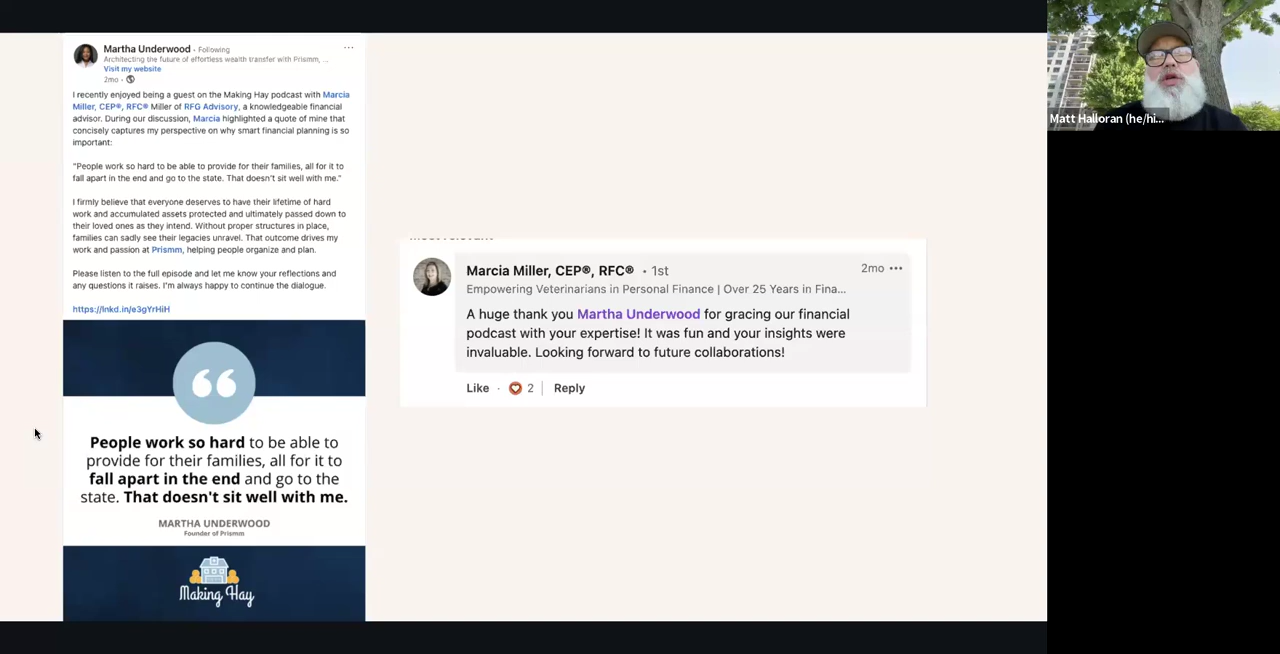 Martha Underwood · Following
Architecting the future of effortless wealth transfer with Prismm, ...
Visit my website
2mo ·
I recently enjoyed being a guest on the Making Hay podcast with Marcia
Miller, CEP®, RFC® Miller of RFG Advisory, a knowledgeable financial
advisor. During our discussion, Marcia highlighted a quote of mine that
concisely captures my perspective on why smart financial planning is so
important:
"People work so hard to be able to provide for their families, all for it to
fall apart in the end and go to the state. That doesn't sit well with me."
I firmly believe that everyone deserves to have their lifetime of hard
work and accumulated assets protected and ultimately passed down to
their loved ones as they intend. Without proper structures in place,
families can sadly see their legacies unravel. That outcome drives my
work and passion at Prismm, helping people organize and plan.
Please listen to the full episode and let me know your reflections and
any questions it raises. I'm always happy to continue the dialogue.
https://lnkd.in/e3gYrHiH
People work so hard to be able to
provide for their families, all for it to
fall apart in the end and go to the
state. That doesn't sit well with me.
MARTHA UNDERWOOD
Founder of Prismm
Making Hay
Marcia Miller, CEP®, RFC® · 1st
2mo ...
Empowering Veterinarians in Personal Finance | Over 25 Years in Fina...
A huge thank you Martha Underwood for gracing our financial
podcast with your expertise! It was fun and your insights were
invaluable. Looking forward to future collaborations!
Like · 2 | Reply
Matt Halloran (he/hi...